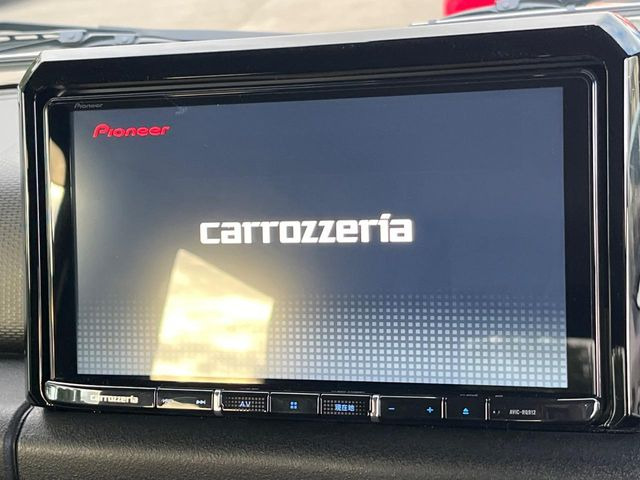 Pioneer
Pioneer
carrozzeria
carrozzeria
AV
現在地
− +
AVIC-RQ912